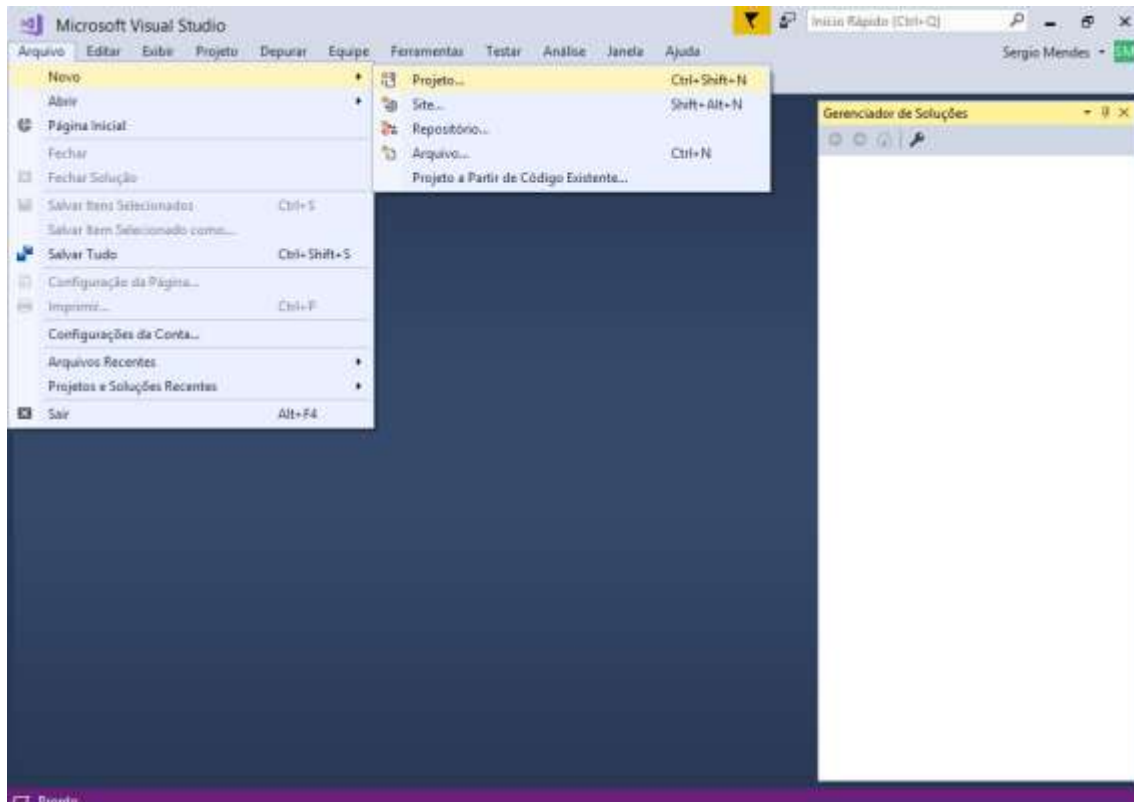 Microsoft Visual Studio
Início Rápido (Ctrl+Q)
Arquivo Editar Exibir Projeto Depurar Equipe Ferramentas Testar Análise Janela Ajuda
Sergio Mendes
EM
Novo
Abrir
Página Inicial
Fechar
Fechar Solução
Salvar Itens Selecionados Ctrl+S
Salvar Item Selecionado como...
Salvar Tudo Ctrl+Shift+S
Configuração da Página...
Imprimir... Ctrl+P
Configurações da Conta...
Arquivos Recentes
Projetos e Soluções Recentes
Sair Alt+F4
Projeto... Ctrl+Shift+N
Site... Shift+Alt+N
Repositório...
Arquivo... Ctrl+N
Projeto a Partir de Código Existente...
Gerenciador de Soluções
Pronto